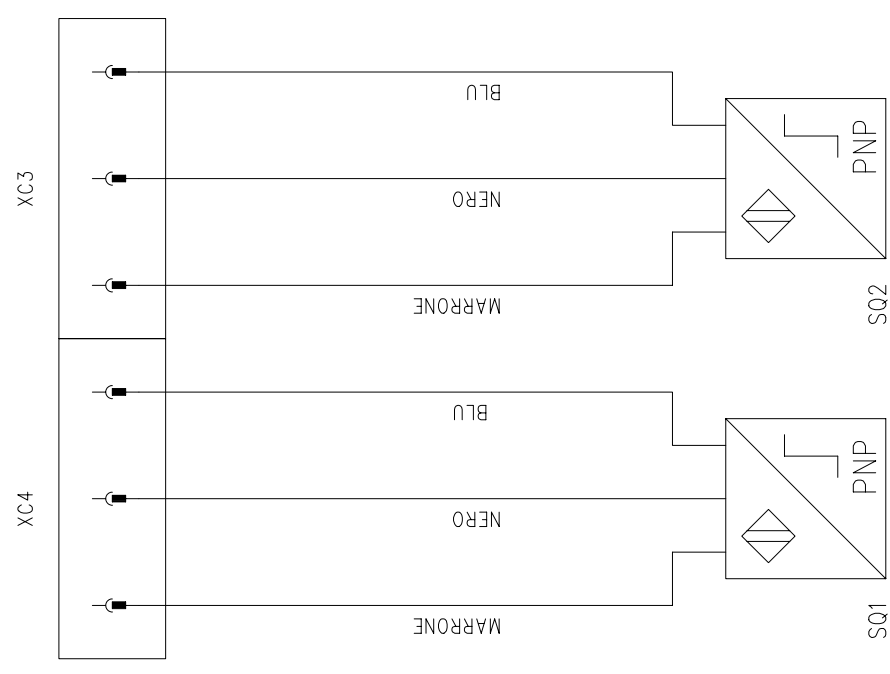 BLU
XC3
NERO
PNP
MARRONE
SQ2
BLU
XC4
NERO
PNP
MARRONE
SQ1